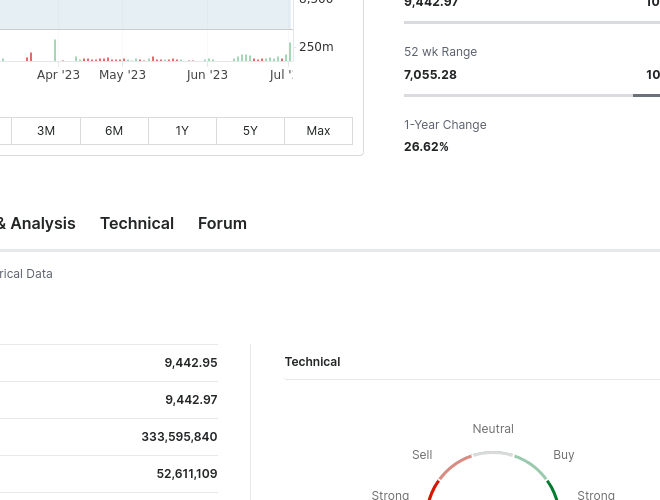 9,442.97 10
8,500
250m
52 wk Range
7,055.28 10
Apr '23 May '23 Jun '23 Jul '
3M 6M 1Y 5Y Max
1-Year Change
26.62%
& Analysis Technical Forum
rical Data
9,442.95
Technical
9,442.97
Neutral
333,595,840
Sell Buy
52,611,109
Strong Strong